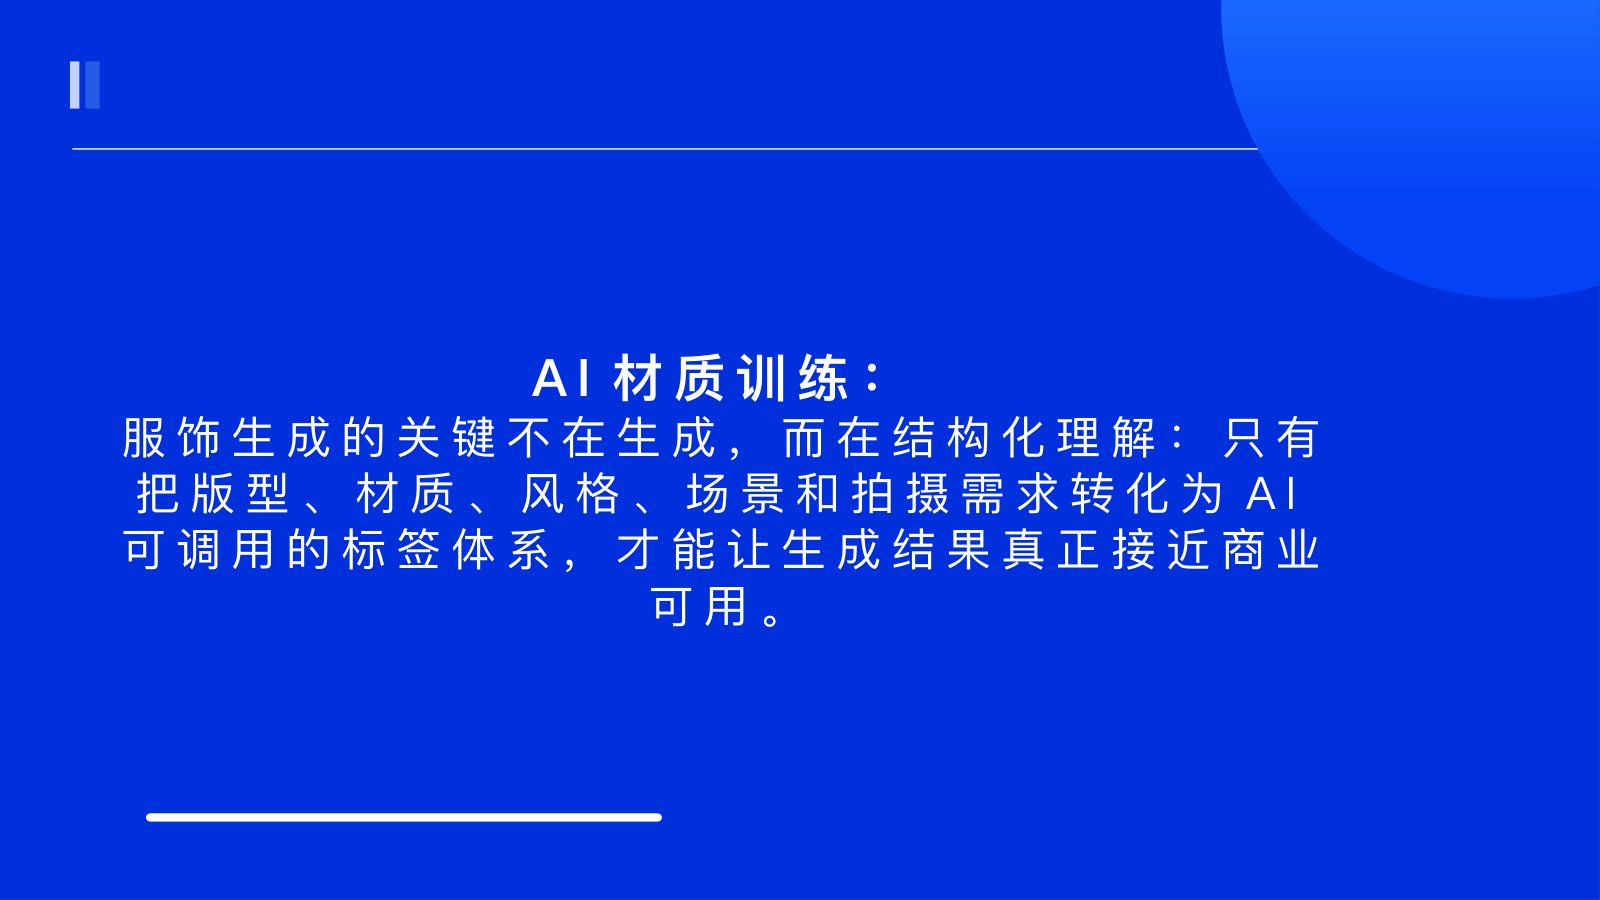 AI 材质训练：
服饰生成的关键不在生成，而在结构化理解：只有
把版型、材质、风格、场景和拍摄需求转化为 AI
可调用的标签体系，才能让生成结果真正接近商业
可用。